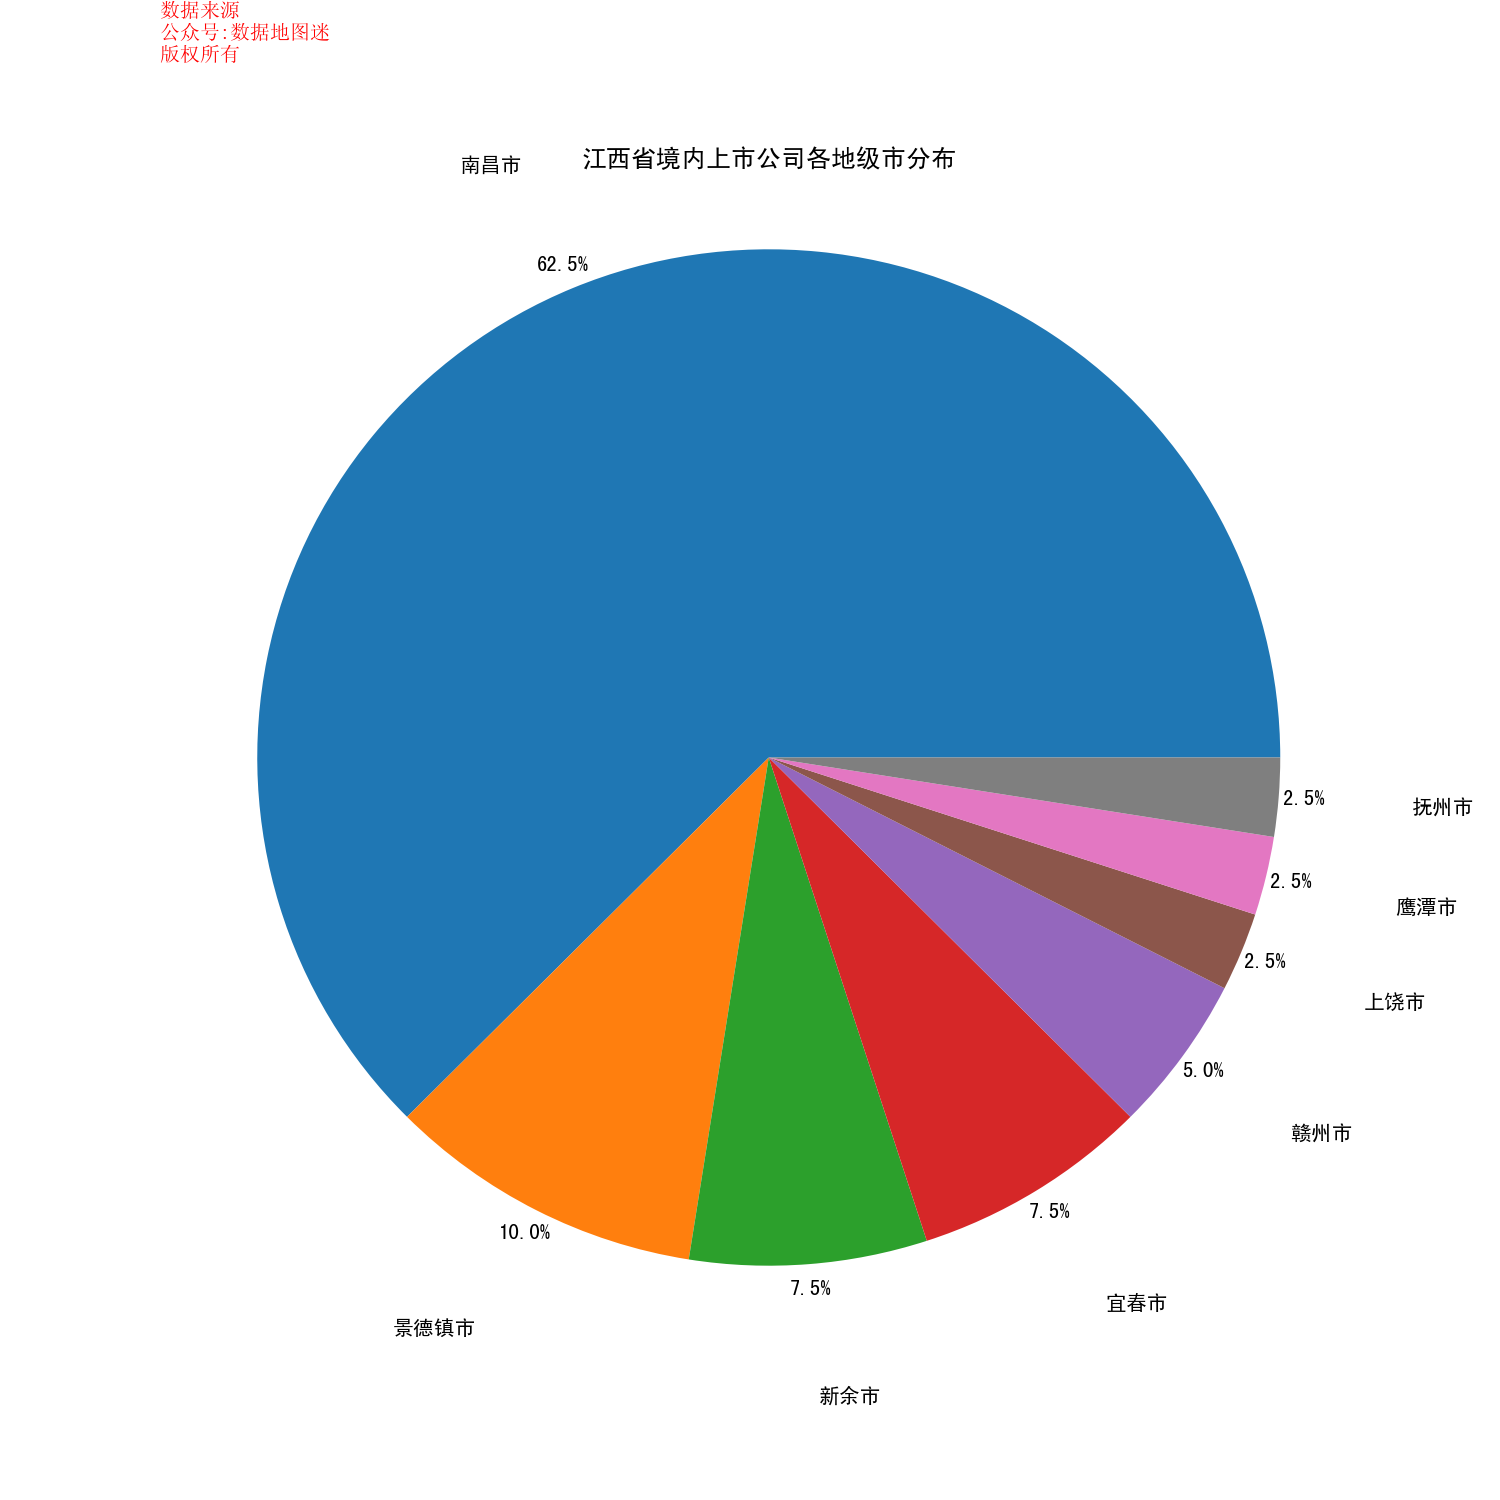 数据来源
公众号:数据地图迷
版权所有
江西省境内上市公司各地级市分布
南昌市
62.5%
2.5%
抚州市
2.5%
鹰潭市
2.5%
上饶市
5.0%
赣州市
7.5%
宜春市
10.0%
景德镇市
7.5%
新余市